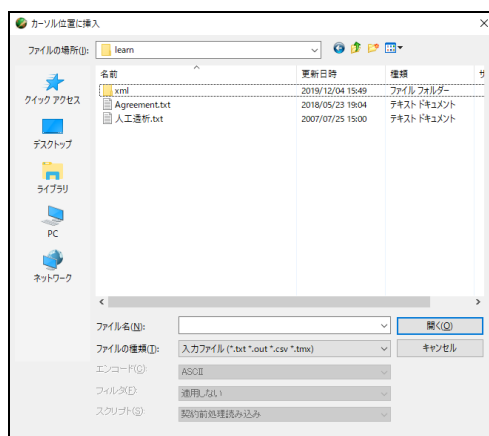 カーソル位置に挿入
ファイルの場所(I): learn
名前 更新日時 種類 サ
xml 2019/12/04 15:49 ファイル フォルダー
Agreement.txt 2018/05/23 19:04 テキスト ドキュメント
人工透析.txt 2007/07/25 15:00 テキスト ドキュメント
クイック アクセス
デスクトップ
ライブラリ
PC
ネットワーク
ファイル名(N): 開く(O)
ファイルの種類(T): 入力ファイル (*.txt *.out *.csv *.tmx) キャンセル
エンコード(G): ASCII
フィルタ(F): 適用しない
スクリプト(S): 契約前処理読み込み